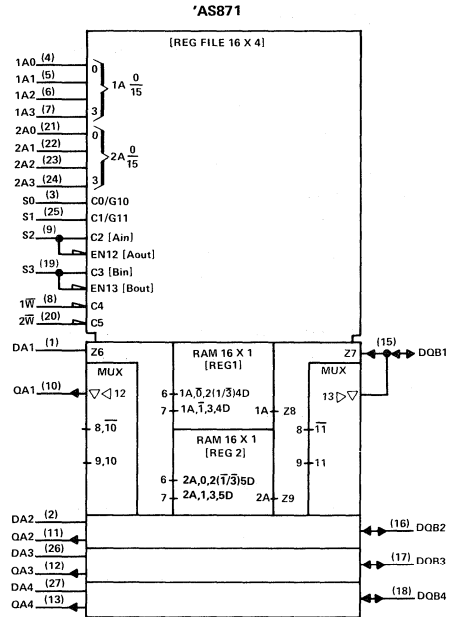 'AS871
[REG FILE 16 X 4]
1A0 (4) 0
1A1 (5)
1A2 (6)
1A3 (7) 3
1A 0/15
2A0 (21) 0
2A1 (22)
2A2 (23)
2A3 (24) 3
2A 0/15
S0 (3) C0/G10
S1 (25) C1/G11
S2 (9) C2 [Ain]
EN12 [Aout]
S3 (19) C3 [Bin]
EN13 [Bout]
1W̅ (8) C4
2W̅ (20) C5
DA1 (1) Z6
RAM 16 X 1
[REG1]
Z7 (15) DQB1
MUX
MUX
QA1 (10) ▽◁ 12
6 1A,0̅,2(1/3̅)4D
7 1A,1̅,3,4D
1A Z8
13 ▷▽
8,1̅0̅
8 1̅1̅
RAM 16 X 1
[REG 2]
9,10
9 11
6 2A,0,2(1̅/3̅)5D
7 2A,1,3,5D
2A Z9
DA2 (2)
QA2 (11)
(16) DQB2
DA3 (26)
QA3 (12)
(17) DQB3
DA4 (27)
QA4 (13)
(18) DQB4